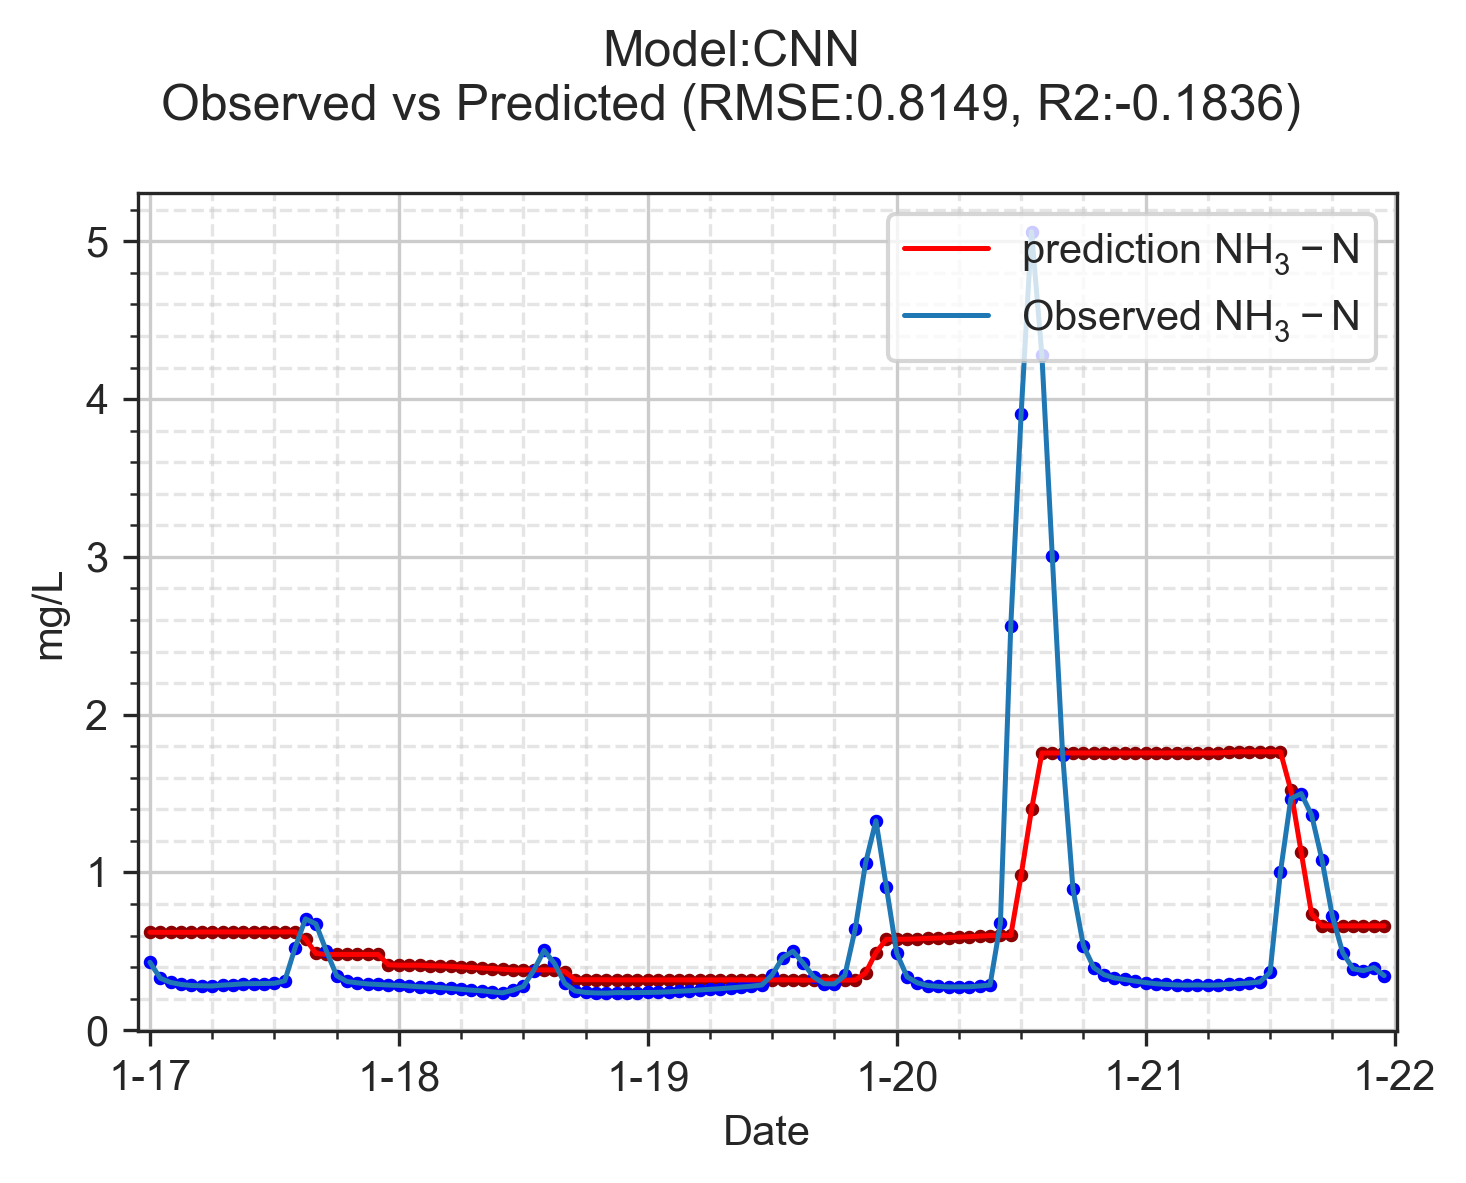 Model:CNN
Observed vs Predicted (RMSE:0.8149, R2:-0.1836)
prediction NH₃ − N
Observed NH₃ − N
5
4
3
2
1
0
mg/L
1-17 1-18 1-19 1-20 1-21 1-22
Date